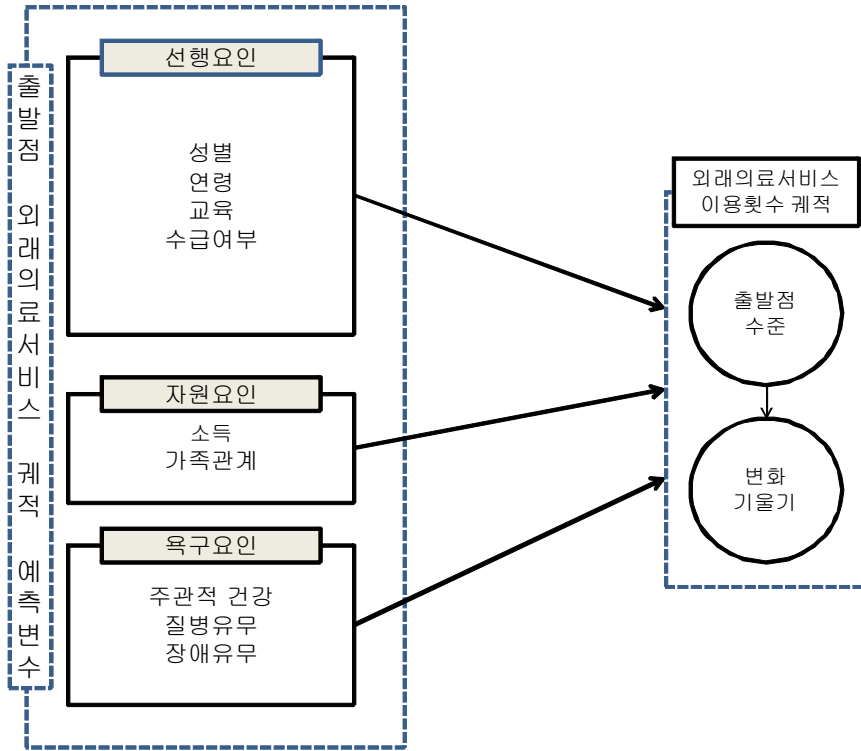 출발점 외래의료서비스 궤적 예측변수
선행요인
성별
연령
교육
수급여부
자원요인
소득
가족관계
욕구요인
주관적 건강
질병유무
장애유무
외래의료서비스
이용횟수 궤적
출발점
수준
변화
기울기